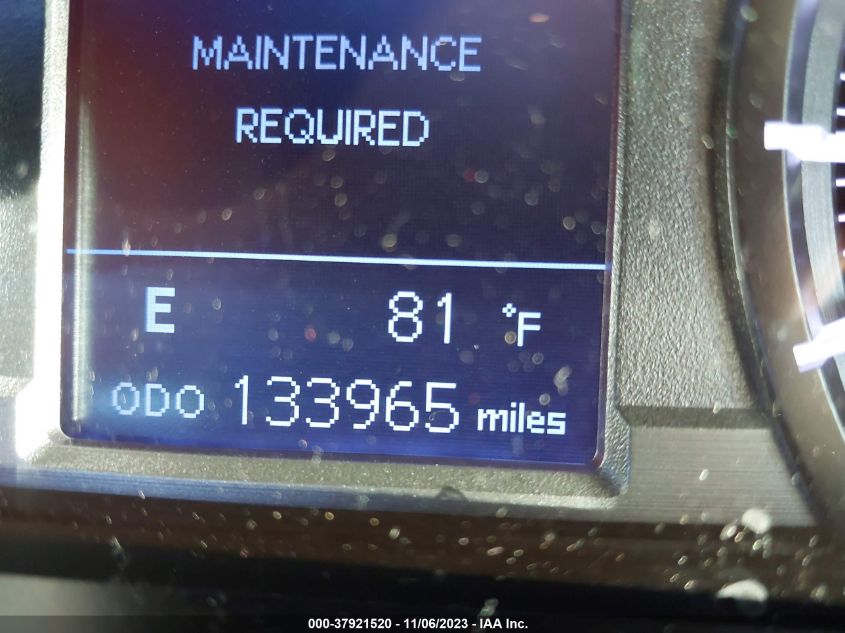 MAINTENANCE
REQUIRED
E 81 °F
ODO 133965 miles
000-37921520 - 11/06/2023 - IAA Inc.